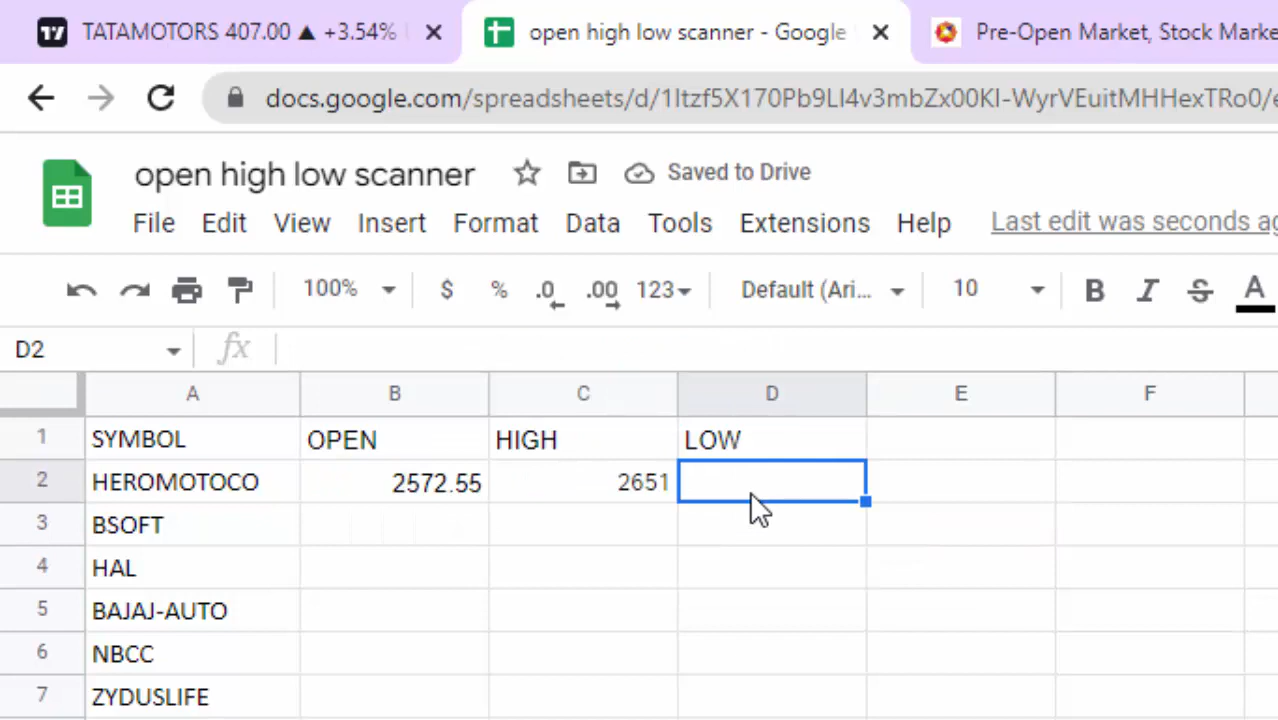 TATAMOTORS 407.00 ▲ +3.54%
open high low scanner - Google
Pre-Open Market, Stock Marke
docs.google.com/spreadsheets/d/1Itzf5X170Pb9LI4v3mbZx00KI-WyrVEuitMHHexTRo0/e
open high low scanner
Saved to Drive
File Edit View Insert Format Data Tools Extensions Help Last edit was seconds ag
100% $ % .0 .00 123 Default (Ari... 10 B I S A
D2 fx
A B C D E F
1 SYMBOL OPEN HIGH LOW
2 HEROMOTOCO 2572.55 2651
3 BSOFT
4 HAL
5 BAJAJ-AUTO
6 NBCC
7 ZYDUSLIFE